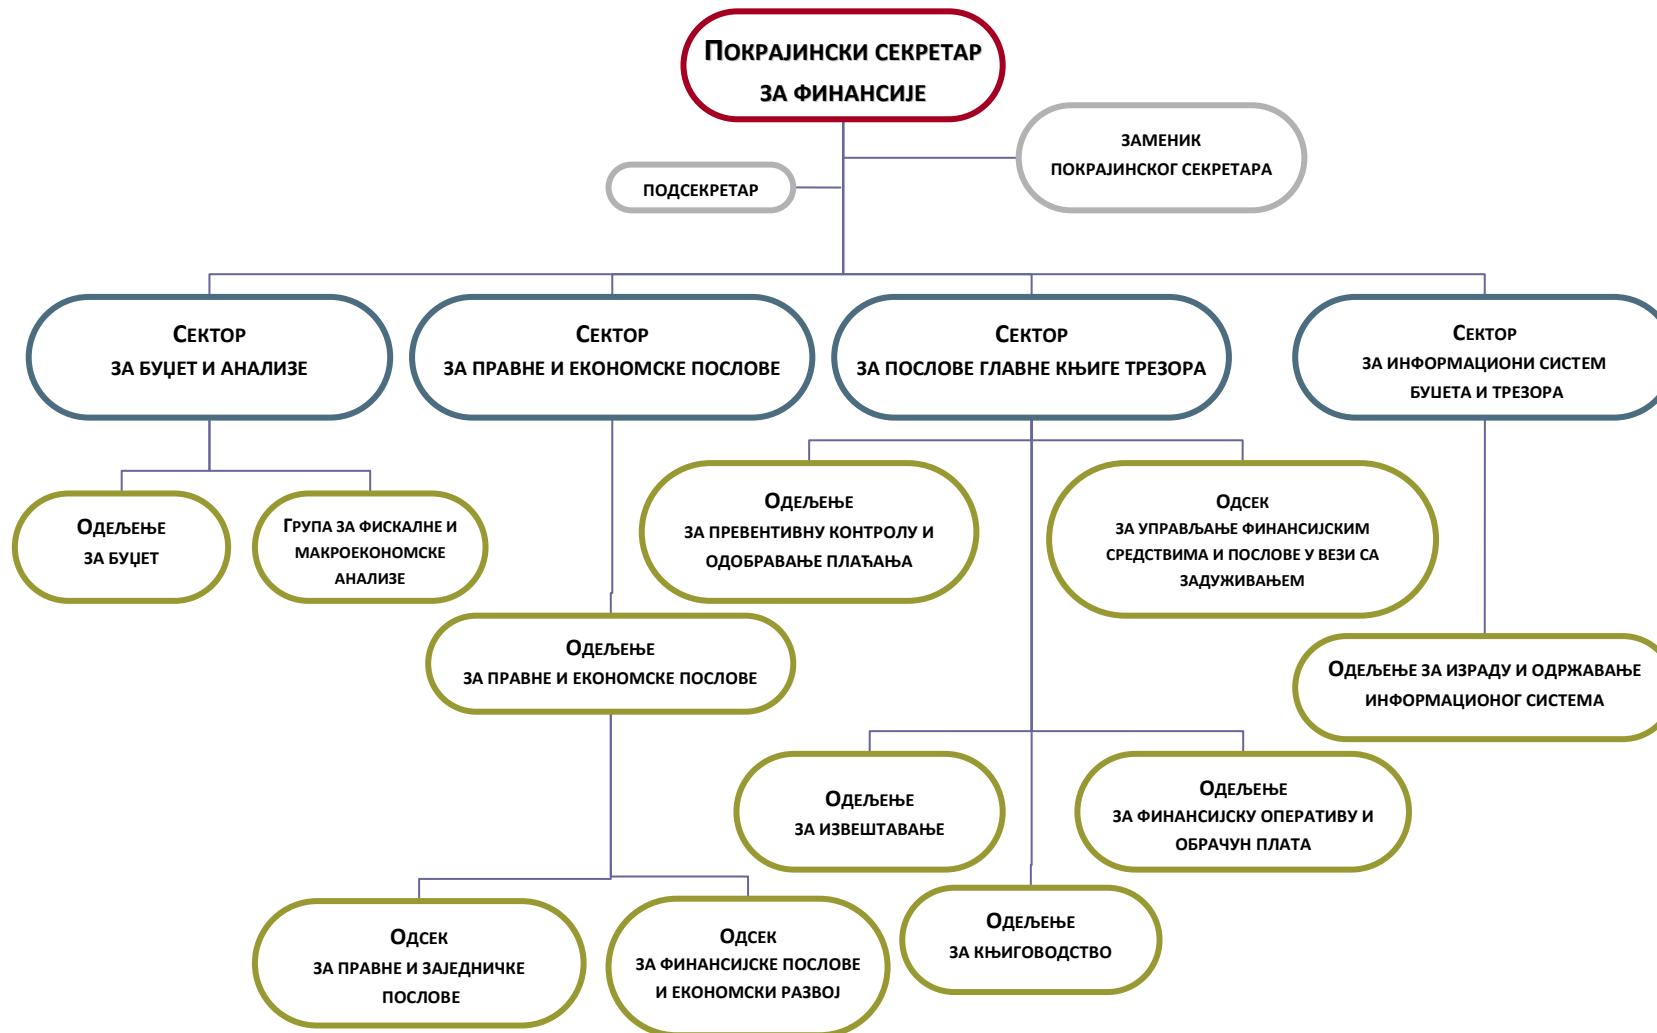 ПОКРАЈИНСКИ СЕКРЕТАР
ЗА ФИНАНСИЈЕ
ЗАМЕНИК
ПОКРАЈИНСКОГ СЕКРЕТАРА
ПОДСЕКРЕТАР
СЕКТОР
ЗА БУЏЕТ И АНАЛИЗЕ
СЕКТОР
ЗА ПРАВНЕ И ЕКОНОМСКЕ ПОСЛОВЕ
СЕКТОР
ЗА ПОСЛОВЕ ГЛАВНЕ КЊИГЕ ТРЕЗОРА
СЕКТОР
ЗА ИНФОРМАЦИОНИ СИСТЕМ
БУШЕТА И ТРЕЗОРА
ОДЕЉЕЊЕ
ЗА БУЏЕТ
ГРУПА ЗА ФИСКАЛНЕ И
МАКРОЕКОНОМСКЕ
АНАЛИЗЕ
ОДЕЉЕЊЕ
ЗА ПРЕВЕНТИВНУ КОНТРОЛУ И
ОДОБРАВАЊЕ ПЛАЋАЊА
ОДСЕК
ЗА УПРАВЉАЊЕ ФИНАНСИЈСКИМ
СРЕДСТВИМА И ПОСЛОВЕ У ВЕЗИ СА
ЗАДУЖИВАЊЕМ
ОДЕЉЕЊЕ
ЗА ПРАВНЕ И ЕКОНОМСКЕ ПОСЛОВЕ
ОДЕЉЕЊЕ ЗА ИЗРАДУ И ОДРЖАВАЊЕ
ИНФОРМАЦИОНОГ СИСТЕМА
ОДЕЉЕЊЕ
ЗА ИЗВЕШТАВАЊЕ
ОДЕЉЕЊЕ
ЗА ФИНАНСИЈСКУ ОПЕРАТИВУ И
ОБРАЧУН ПЛАТА
ОДСЕК
ЗА ПРАВНЕ И ЗАЈЕДНИЧКЕ
ПОСЛОВЕ
ОДСЕК
ЗА ФИНАНСИЈСКЕ ПОСЛОВЕ
И ЕКОНОМСКИ РАЗВОЈ
ОДЕЉЕЊЕ
ЗА КЊИГОВОДСТВО